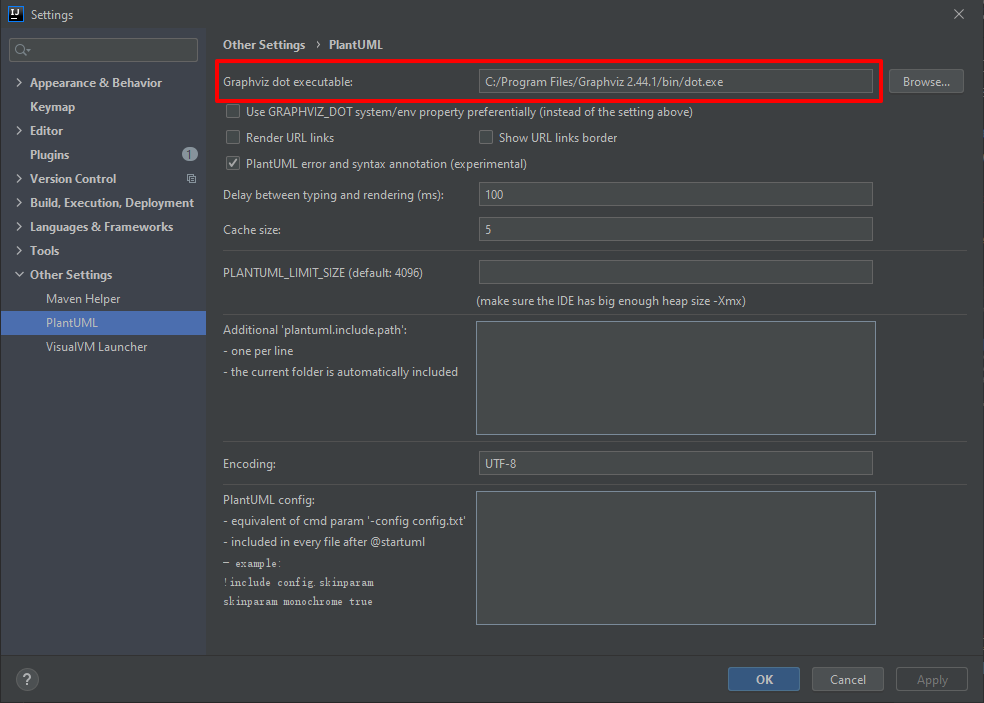 IJ Settings
Other Settings › PlantUML
Appearance & Behavior
Keymap
Editor
Plugins 1
Version Control
Build, Execution, Deployment
Languages & Frameworks
Tools
Other Settings
Maven Helper
PlantUML
VisualVM Launcher
Graphviz dot executable: C:/Program Files/Graphviz 2.44.1/bin/dot.exe Browse...
Use GRAPHVIZ_DOT system/env property preferentially (instead of the setting above)
Render URL links Show URL links border
PlantUML error and syntax annotation (experimental)
Delay between typing and rendering (ms): 100
Cache size: 5
PLANTUML_LIMIT_SIZE (default: 4096)
(make sure the IDE has big enough heap size -Xmx)
Additional 'plantuml.include.path':
- one per line
- the current folder is automatically included
Encoding: UTF-8
PlantUML config:
- equivalent of cmd param '-config config.txt'
- included in every file after @startuml
- example:
!include config.skinparam
skinparam monochrome true
? OK Cancel Apply